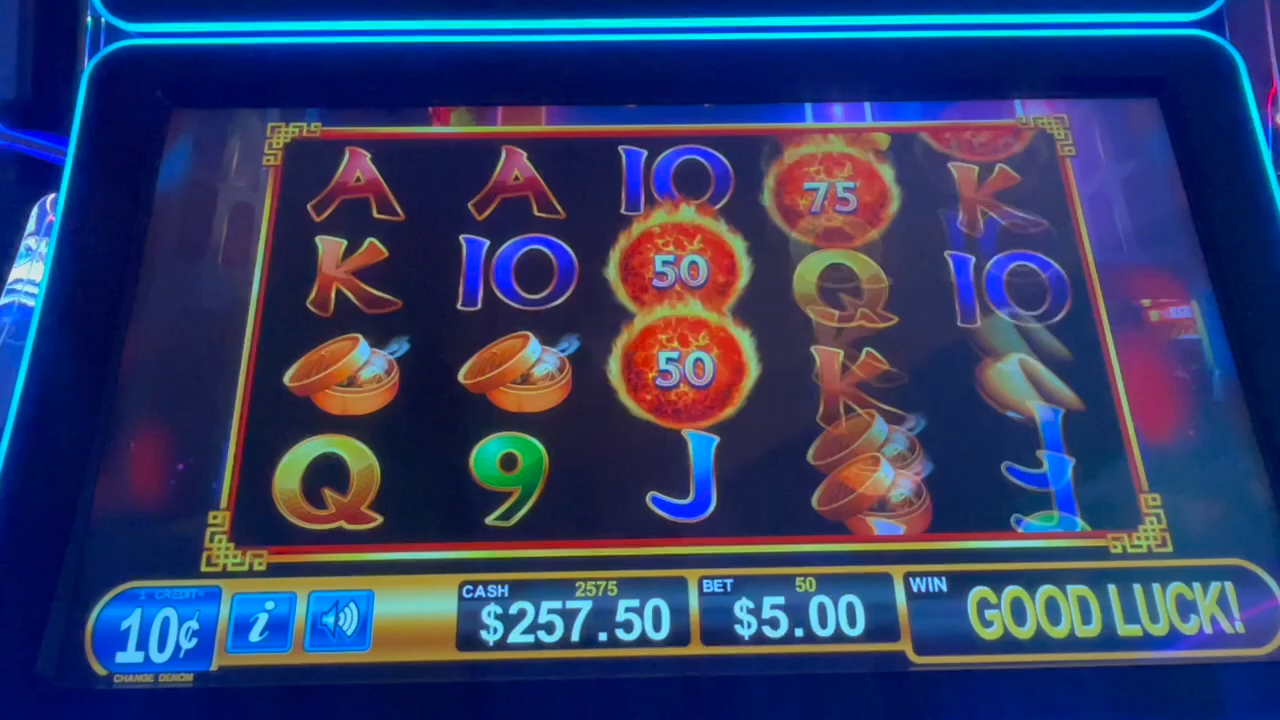 A A 10 75 K
K 10 50 Q 10
50 K
Q 9 J J
1 CREDIT=
10¢
CHANGE DENOM
i
CASH 2575
$257.50
BET 50
$5.00
WIN
GOOD LUCK!